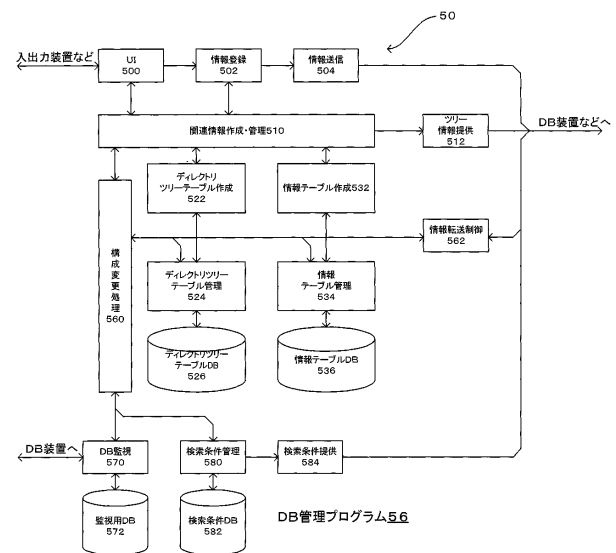 50
入出力装置など
UI
500
情報登録
502
情報送信
504
DB装置などへ
関連情報作成・管理510
ツリー
情報提供
512
ディレクトリ
ツリーテーブル作成
522
情報テーブル作成532
構成変更処理
560
情報転送制御
562
ディレクトリツリー
テーブル管理
524
情報
テーブル管理
534
ディレクトリツリー
テーブルDB
526
情報テーブルDB
536
DB装置へ
DB監視
570
検索条件管理
580
検索条件提供
584
監視用DB
572
検索条件DB
582
DB管理プログラム56